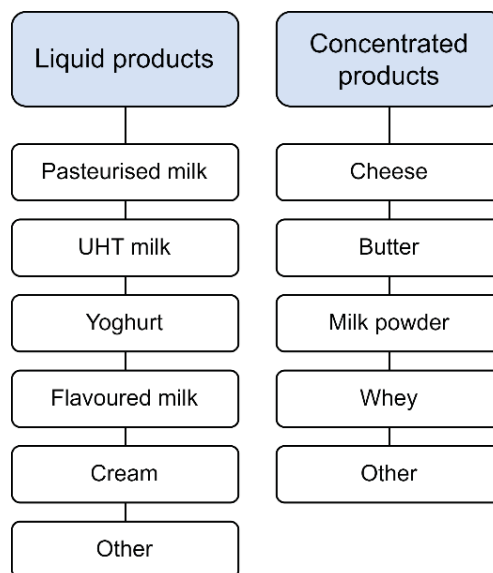 Liquid products
Pasteurised milk
UHT milk
Yoghurt
Flavoured milk
Cream
Other
Concentrated
products
Cheese
Butter
Milk powder
Whey
Other